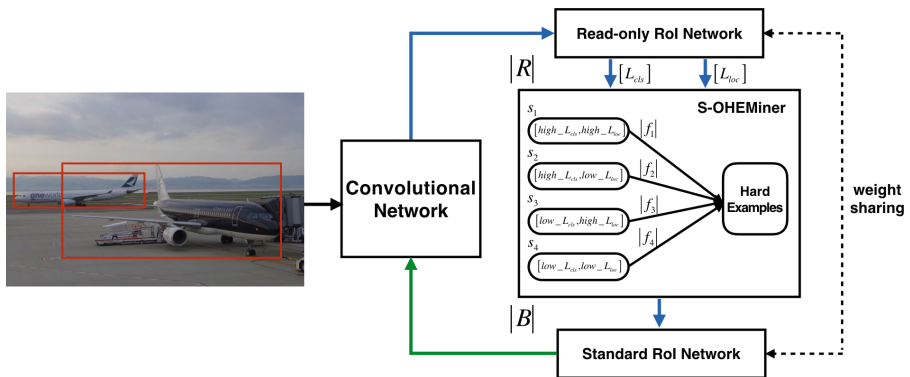 Read-only RoI Network
|R|
[L_cls]
[L_loc]
S-OHEMiner
s_1
[high_L_cls,high_L_loc]
|f_1|
s_2
[high_L_cls,low_L_loc]
|f_2|
s_3
[low_L_cls,high_L_loc]
|f_3|
s_4
[low_L_cls,low_L_loc]
|f_4|
Hard
Examples
weight
sharing
Convolutional
Network
oneworld
|B|
Standard RoI Network